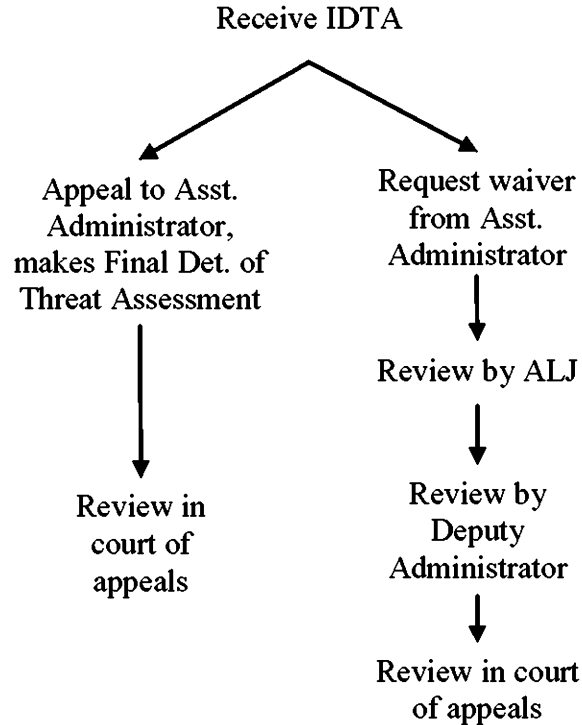 Receive IDTA
Appeal to Asst.
Administrator,
makes Final Det. of
Threat Assessment
Review in
court of
appeals
Request waiver
from Asst.
Administrator
Review by ALJ
Review by
Deputy
Administrator
Review in court
of appeals